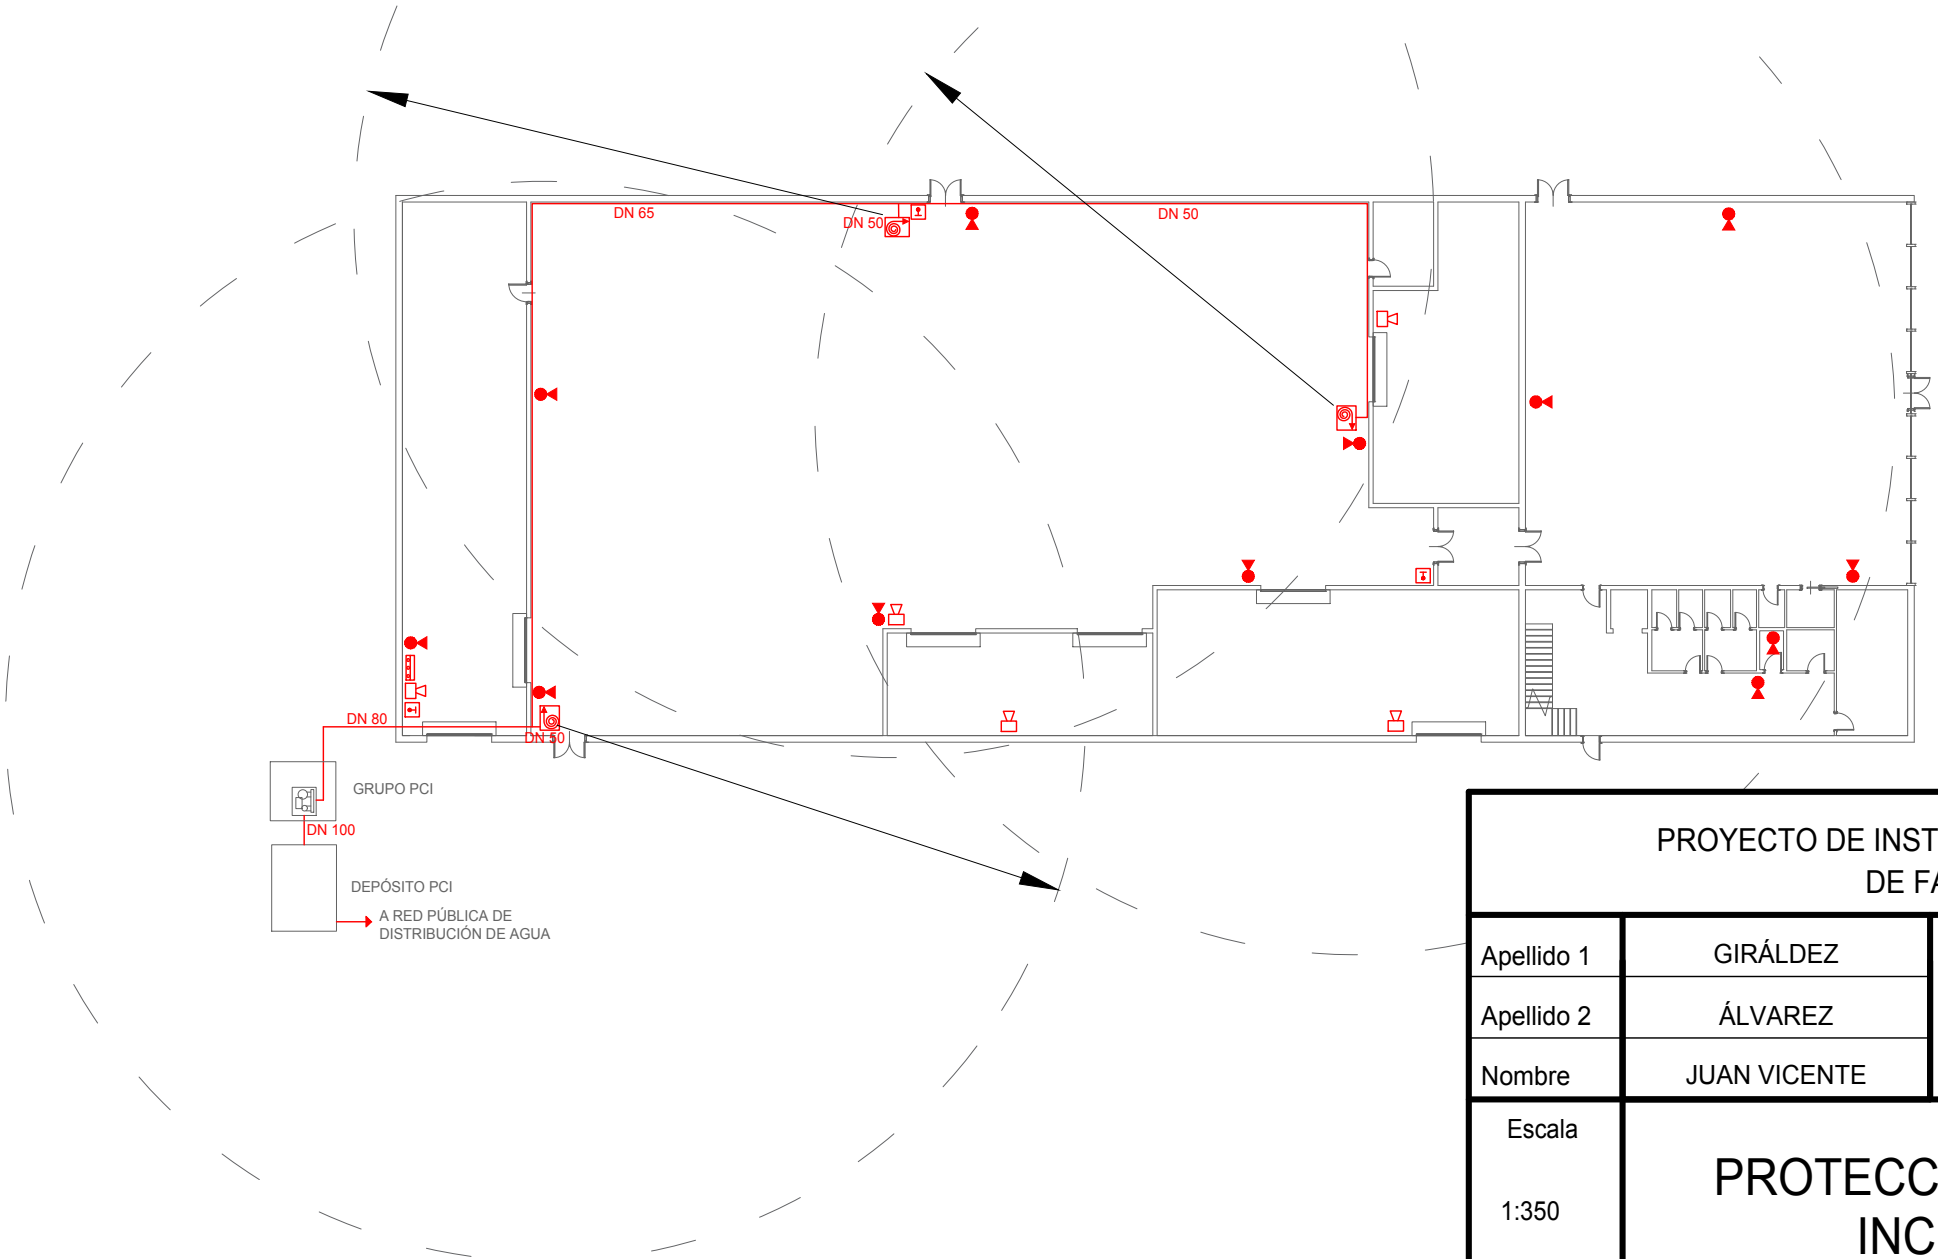 DN 65
DN 50
DN 50
DN 80
DN 50
GRUPO PCI
DN 100
DEPÓSITO PCI
A RED PÚBLICA DE
DISTRIBUCIÓN DE AGUA
PROYECTO DE INST
DE FA
Apellido 1 GIRÁLDEZ
Apellido 2 ÁLVAREZ
Nombre JUAN VICENTE
Escala
1:350
PROTECC
INC